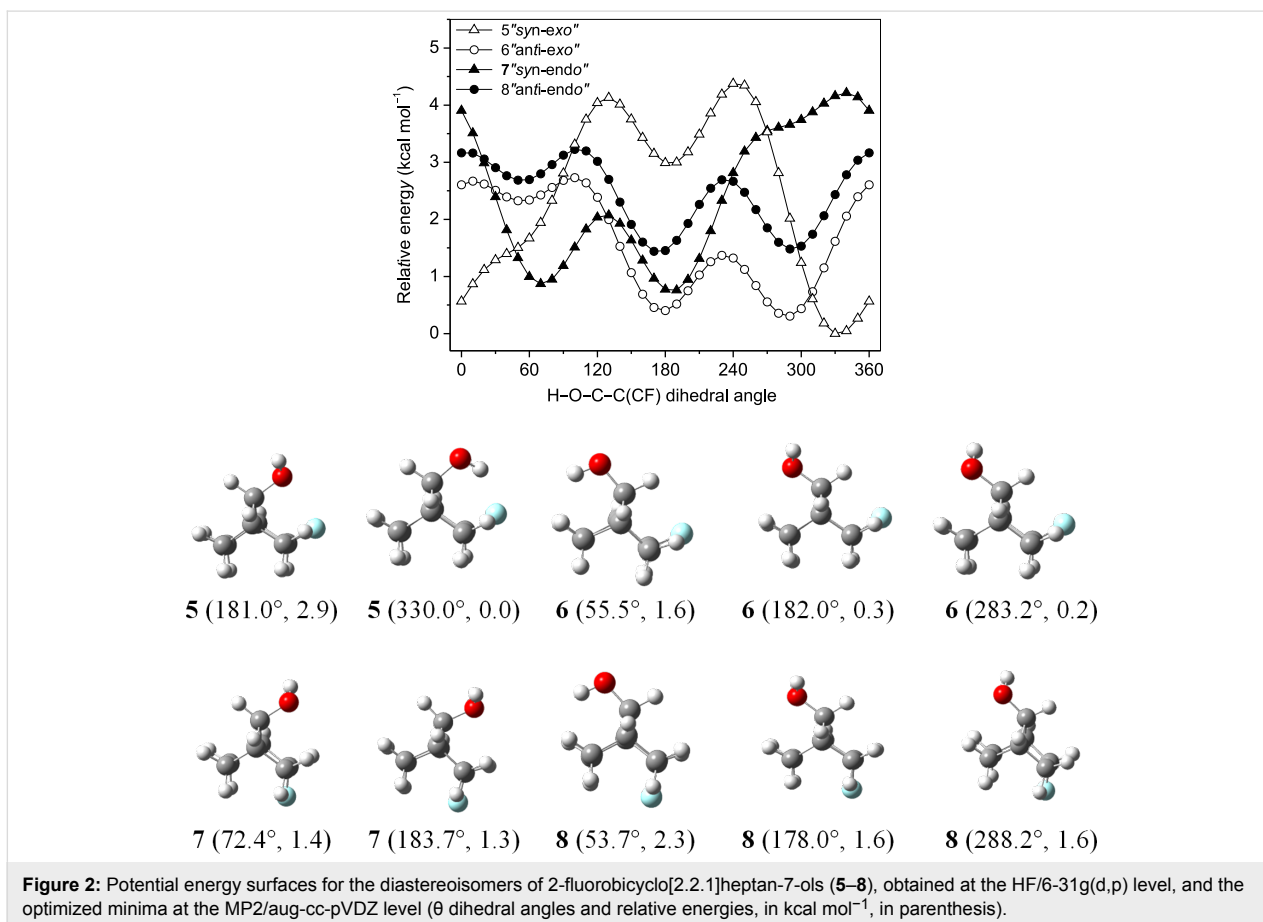 5"syn-exo"
6"anti-exo"
7"syn-endo"
8"anti-endo"
5
4
3
2
1
0
Relative energy (kcal mol⁻¹)
0 60 120 180 240 300 360
H−O−C−C(CF) dihedral angle
5 (181.0°, 2.9) 5 (330.0°, 0.0) 6 (55.5°, 1.6) 6 (182.0°, 0.3) 6 (283.2°, 0.2)
7 (72.4°, 1.4) 7 (183.7°, 1.3) 8 (53.7°, 2.3) 8 (178.0°, 1.6) 8 (288.2°, 1.6)
Figure 2: Potential energy surfaces for the diastereoisomers of 2-fluorobicyclo[2.2.1]heptan-7-ols (5–8), obtained at the HF/6-31g(d,p) level, and the
optimized minima at the MP2/aug-cc-pVDZ level (θ dihedral angles and relative energies, in kcal mol⁻¹, in parenthesis).